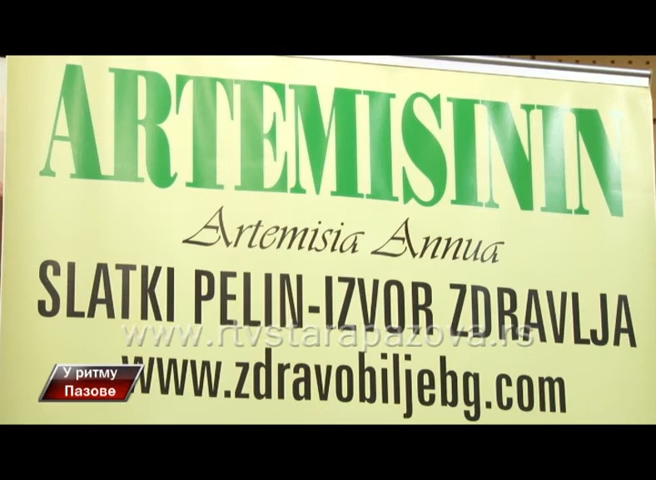 ARTEMISININ
Artemisia Annua
SLATKI PELIN-IZVOR ZDRAVLJA
www.rtvstarapazova.rs
www.zdravobiljebg.com
У ритму
Пазове